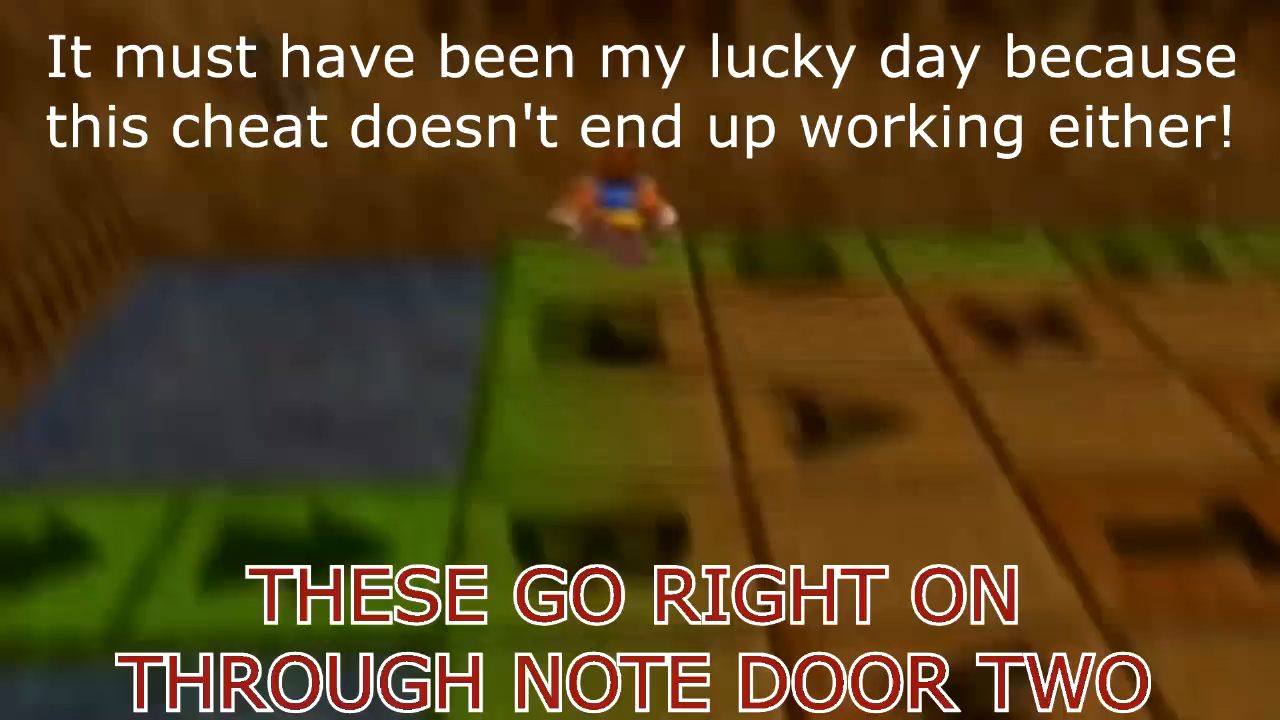 It must have been my lucky day because
this cheat doesn't end up working either!
THESE GO RIGHT ON
THROUGH NOTE DOOR TWO